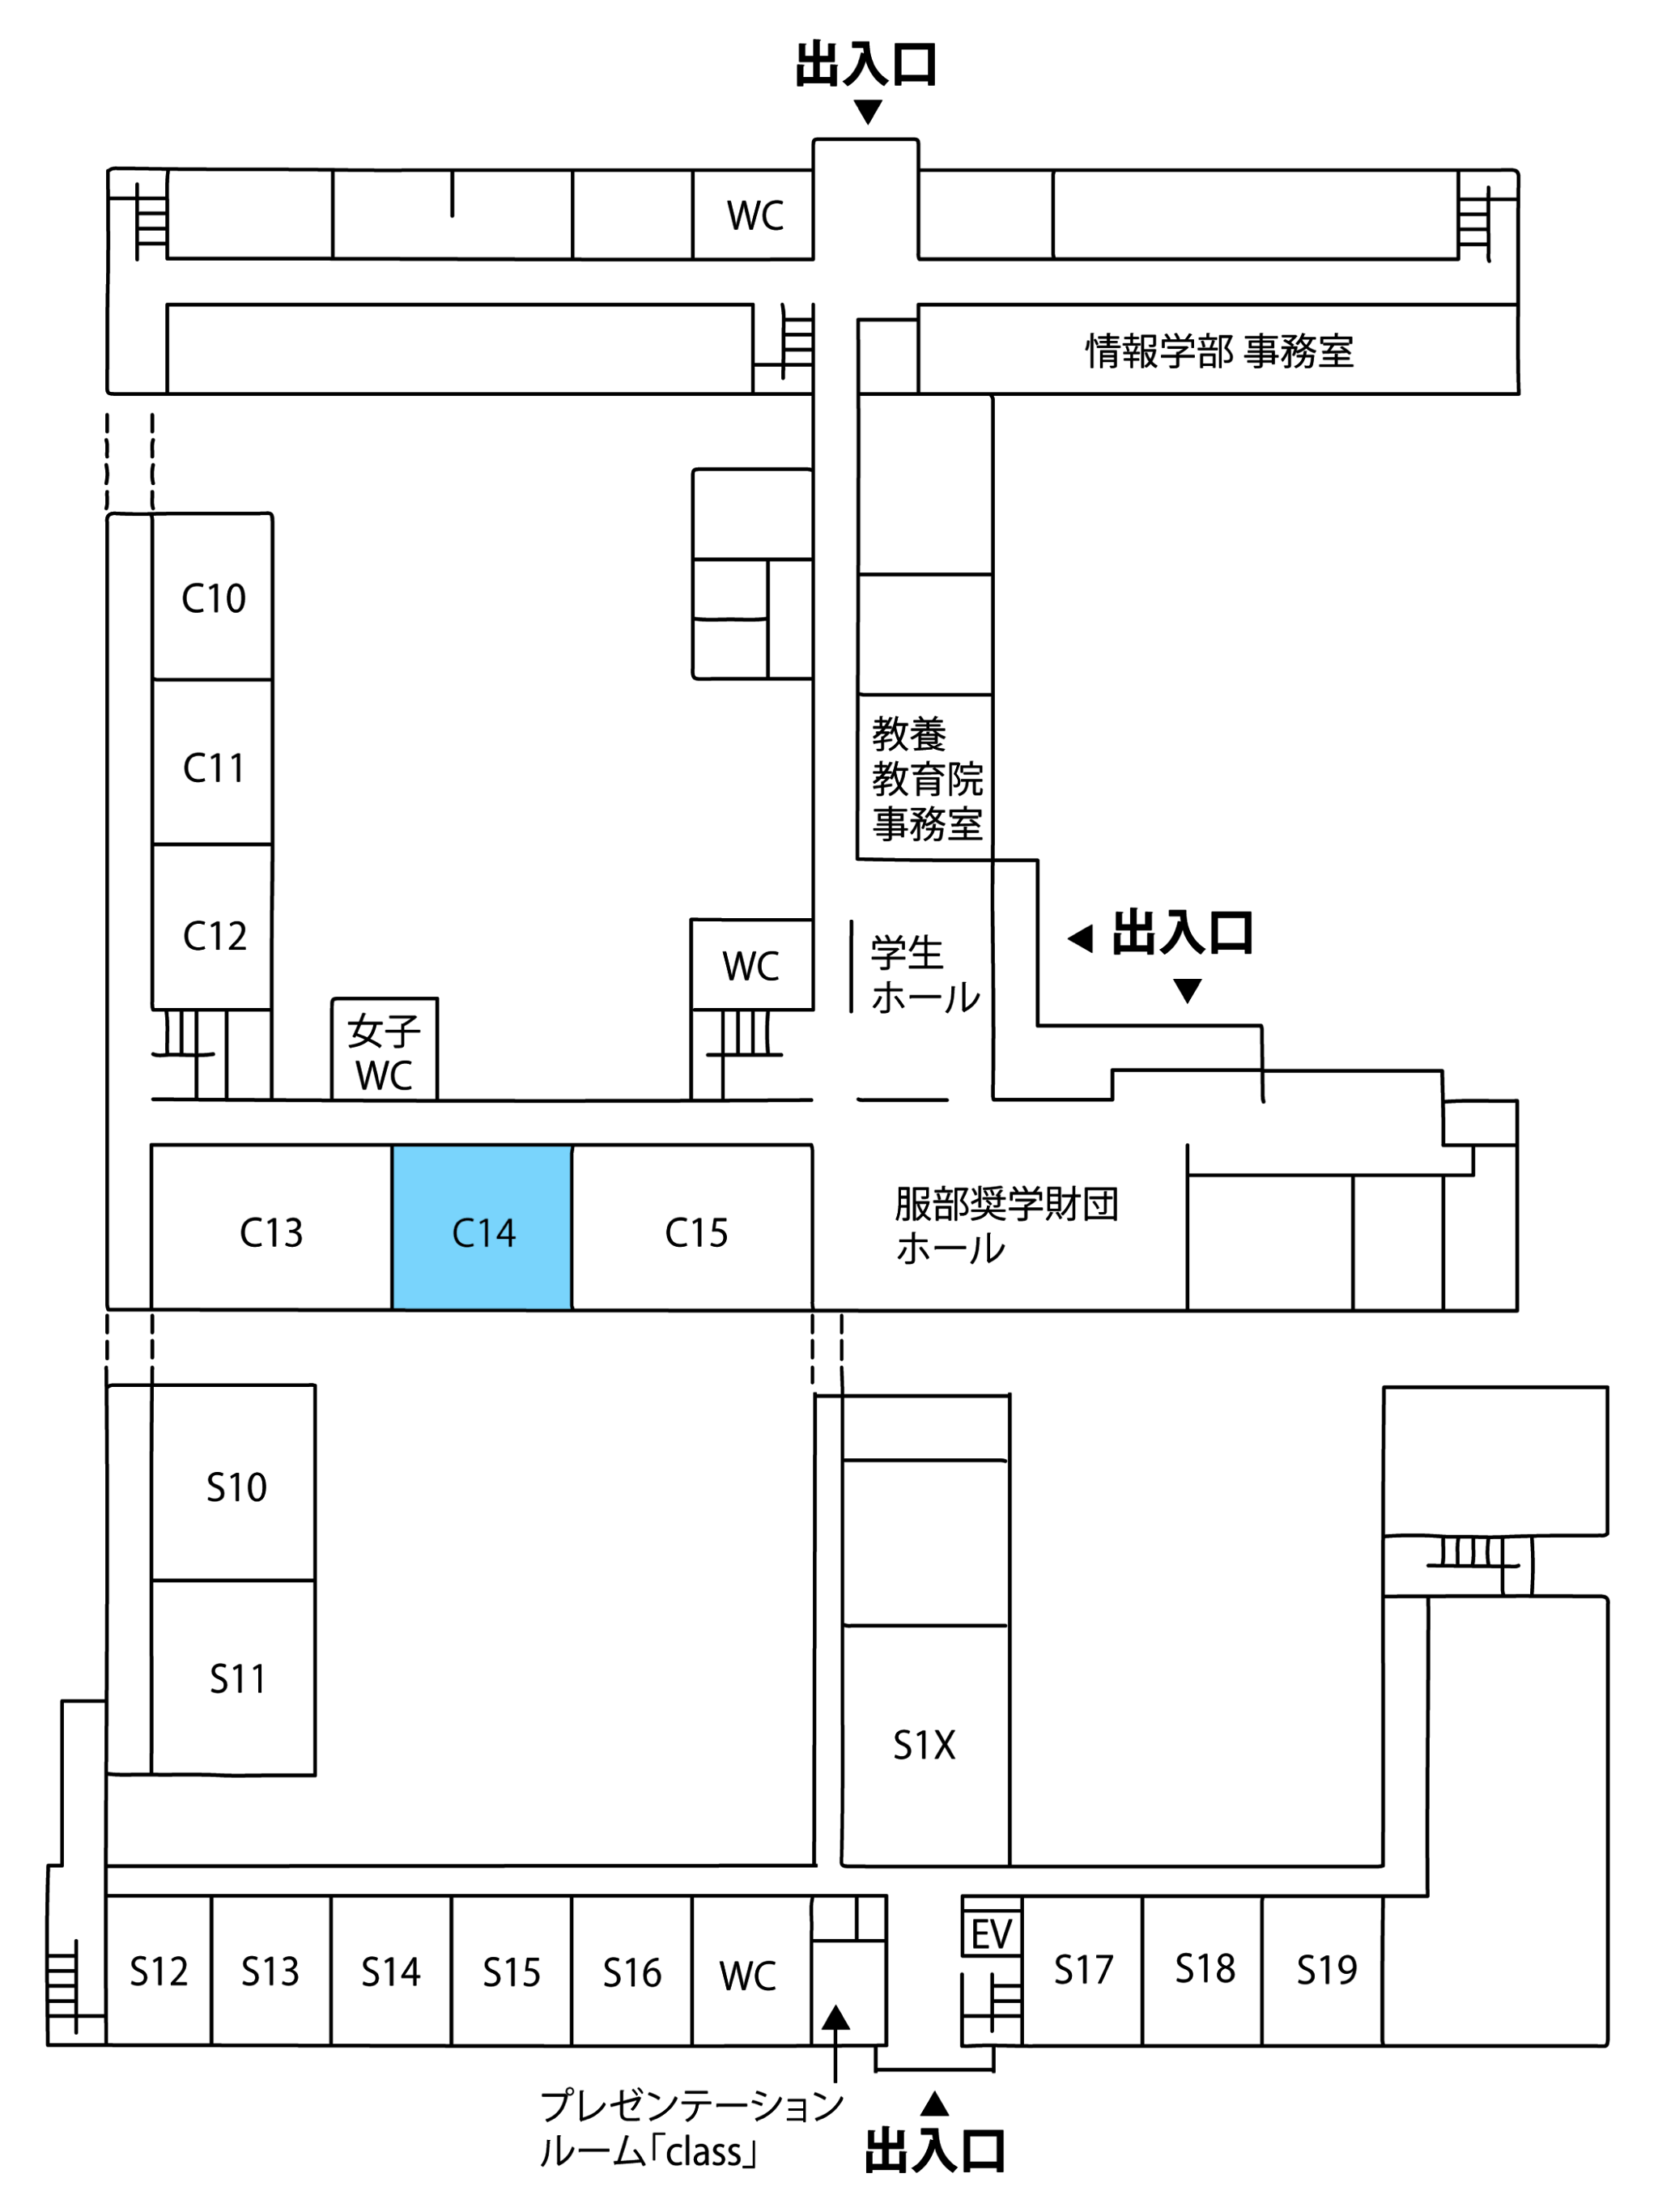 出入口
WC
情報学部 事務室
C10
C11
C12
教養
教育院
事務室
出入口
WC
学生
ホール
女子
WC
C13
C14
C15
服部奨学財団
ホール
S10
S11
S1X
S12
S13
S14
S15
S16
WC
EV
S17
S18
S19
プレゼンテーション
ルーム「class」
出入口